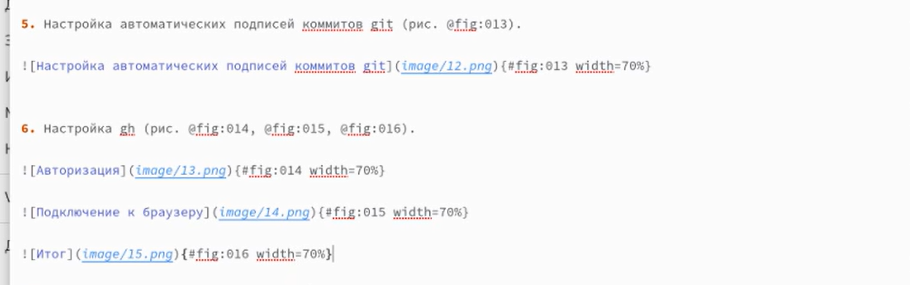 5. Настройка автоматических подписей коммитов git (рис. @fig:013).
![Настройка автоматических подписей коммитов git](image/12.png){#fig:013 width=70%}
6. Настройка gh (рис. @fig:014, @fig:015, @fig:016).
![Авторизация](image/13.png){#fig:014 width=70%}
![Подключение к браузеру](image/14.png){#fig:015 width=70%}
![Итог](image/15.png){#fig:016 width=70%}